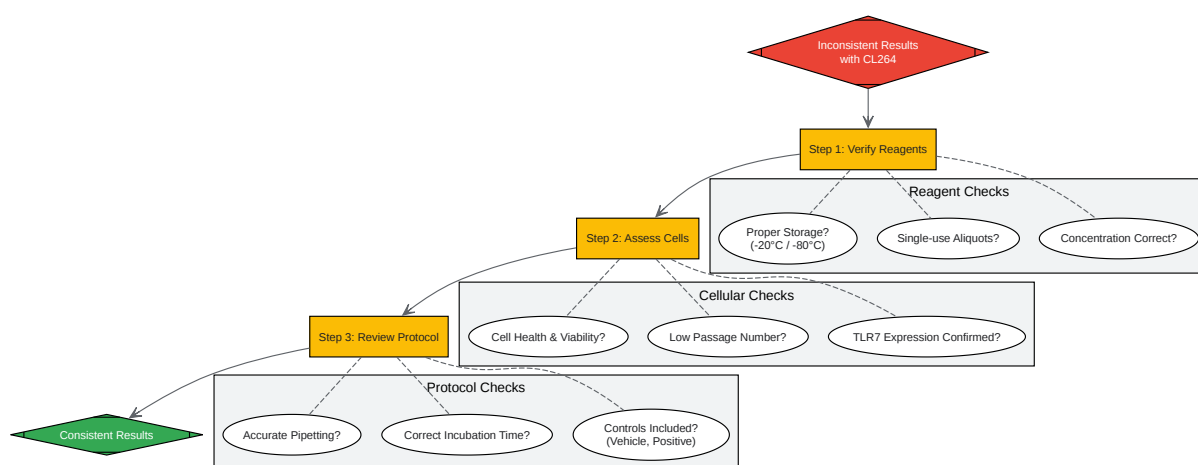 Inconsistent Results
with CL264
Step 1: Verify Reagents
Reagent Checks
Proper Storage?
(-20°C / -80°C)
Single-use Aliquots?
Concentration Correct?
Step 2: Assess Cells
Cellular Checks
Cell Health & Viability?
Low Passage Number?
TLR7 Expression Confirmed?
Step 3: Review Protocol
Protocol Checks
Accurate Pipetting?
Correct Incubation Time?
Controls Included?
(Vehicle, Positive)
Consistent Results